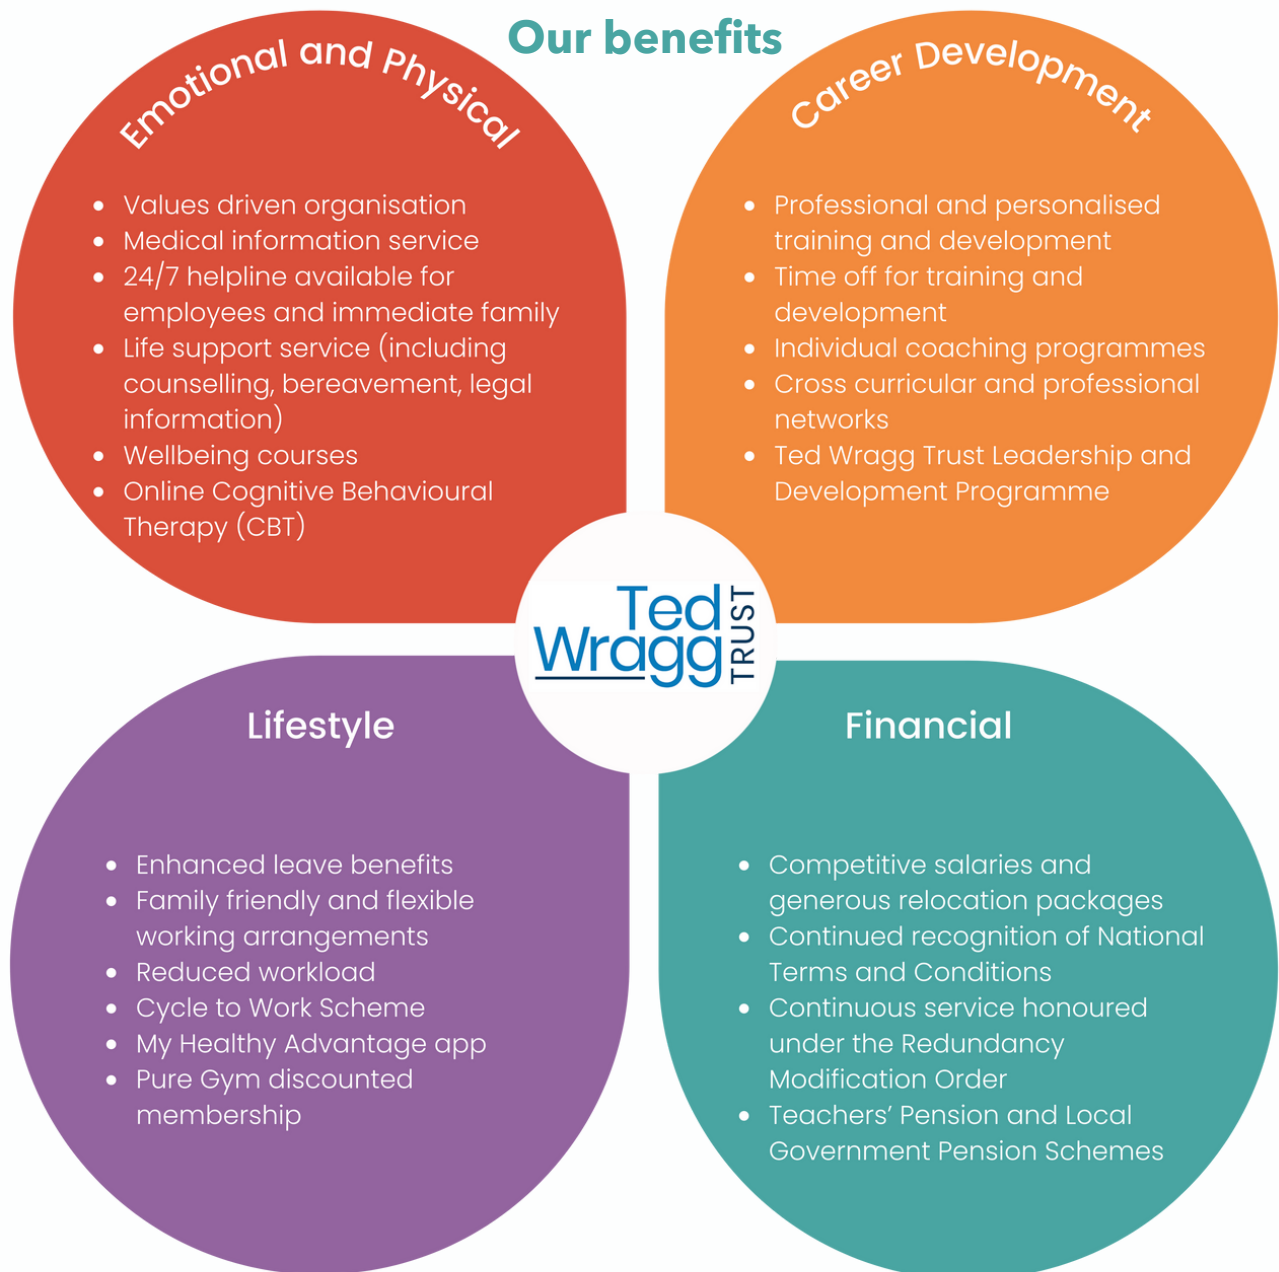 Our benefits
Emotional and Physical
• Values driven organisation
• Medical information service
• 24/7 helpline available for
employees and immediate family
• Life support service (including
counselling, bereavement, legal
information)
• Wellbeing courses
• Online Cognitive Behavioural
Therapy (CBT)
Career Development
• Professional and personalised
training and development
• Time off for training and
development
• Individual coaching programmes
• Cross curricular and professional
networks
• Ted Wragg Trust Leadership and
Development Programme
Ted
Wragg
TRUST
Lifestyle
• Enhanced leave benefits
• Family friendly and flexible
working arrangements
• Reduced workload
• Cycle to Work Scheme
• My Healthy Advantage app
• Pure Gym discounted
membership
Financial
• Competitive salaries and
generous relocation packages
• Continued recognition of National
Terms and Conditions
• Continuous service honoured
under the Redundancy
Modification Order
• Teachers’ Pension and Local
Government Pension Schemes